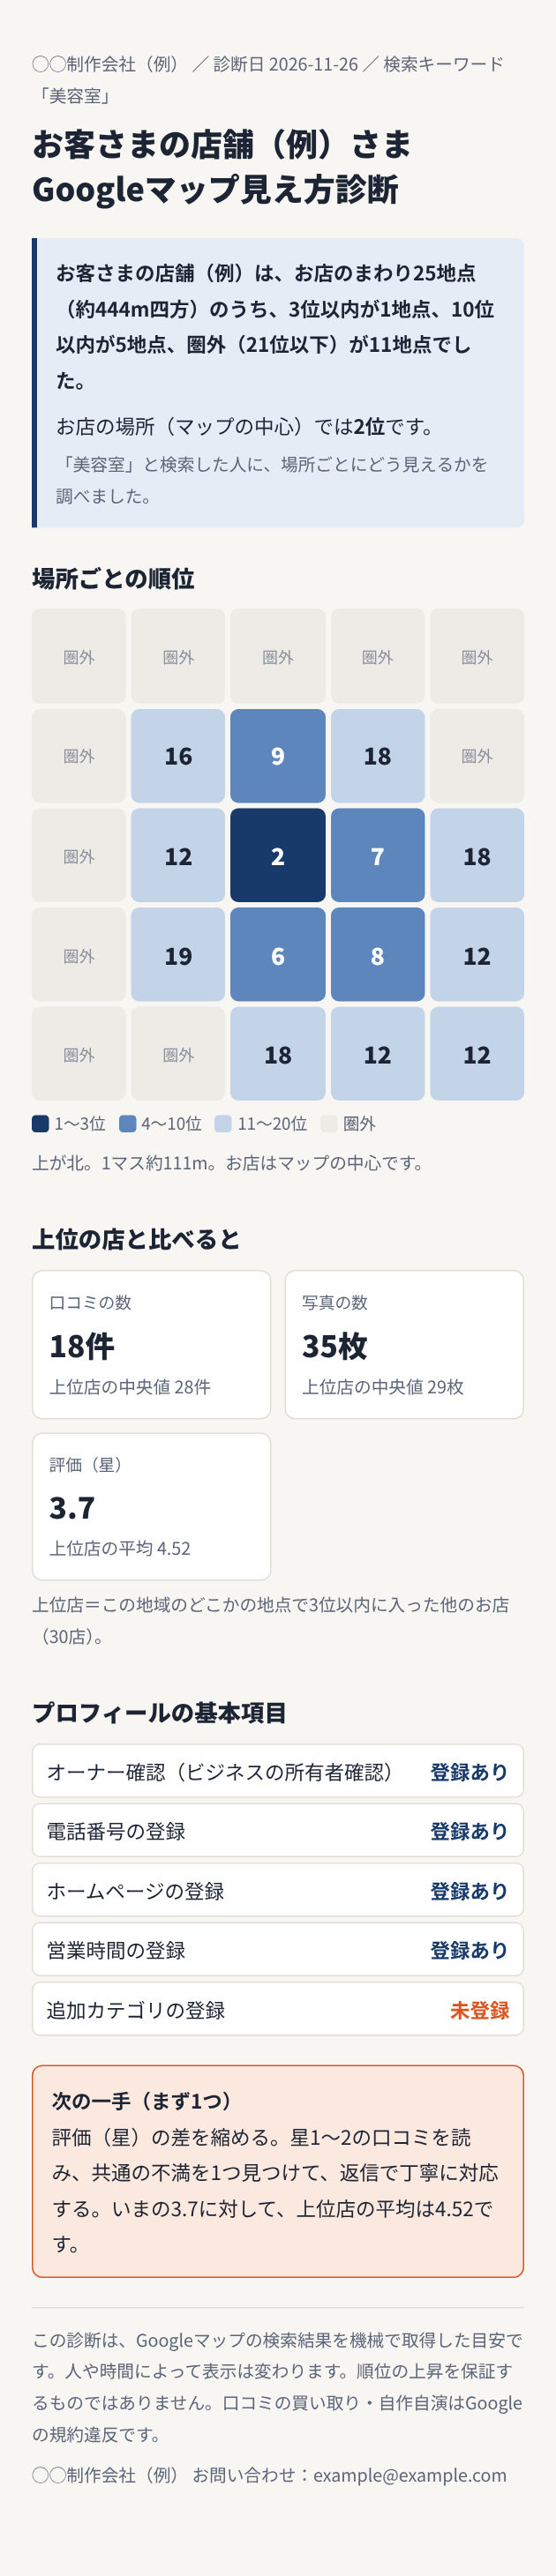 〇〇制作会社（例） ／ 診断日 2026-11-26 ／ 検索キーワード
「美容室」
お客さまの店舗（例）さま
Googleマップ見え方診断
お客さまの店舗（例）は、お店のまわり25地点
（約444m四方）のうち、3位以内が1地点、10位
以内が5地点、圏外（21位以下）が11地点でし
た。
お店の場所（マップの中心）では2位です。
「美容室」と検索した人に、場所ごとにどう見えるかを
調べました。
場所ごとの順位
圏外 圏外 圏外 圏外 圏外
圏外 16 9 18 圏外
圏外 12 2 7 18
圏外 19 6 8 12
圏外 圏外 18 12 12
1〜3位 4〜10位 11〜20位 圏外
上が北。1マス約111m。お店はマップの中心です。
上位の店と比べると
口コミの数
18件
上位店の中央値 28件
写真の数
35枚
上位店の中央値 29枚
評価（星）
3.7
上位店の平均 4.52
上位店＝この地域のどこかの地点で3位以内に入った他のお店
（30店）。
プロフィールの基本項目
オーナー確認（ビジネスの所有者確認） 登録あり
電話番号の登録 登録あり
ホームページの登録 登録あり
営業時間の登録 登録あり
追加カテゴリの登録 未登録
次の一手（まず1つ）
評価（星）の差を縮める。星1〜2の口コミを読
み、共通の不満を1つ見つけて、返信で丁寧に対応
する。いまの3.7に対して、上位店の平均は4.52で
す。
この診断は、Googleマップの検索結果を機械で取得した目安で
す。人や時間によって表示は変わります。順位の上昇を保証す
るものではありません。口コミの買い取り・自作自演はGoogle
の規約違反です。
〇〇制作会社（例） お問い合わせ：example@example.com